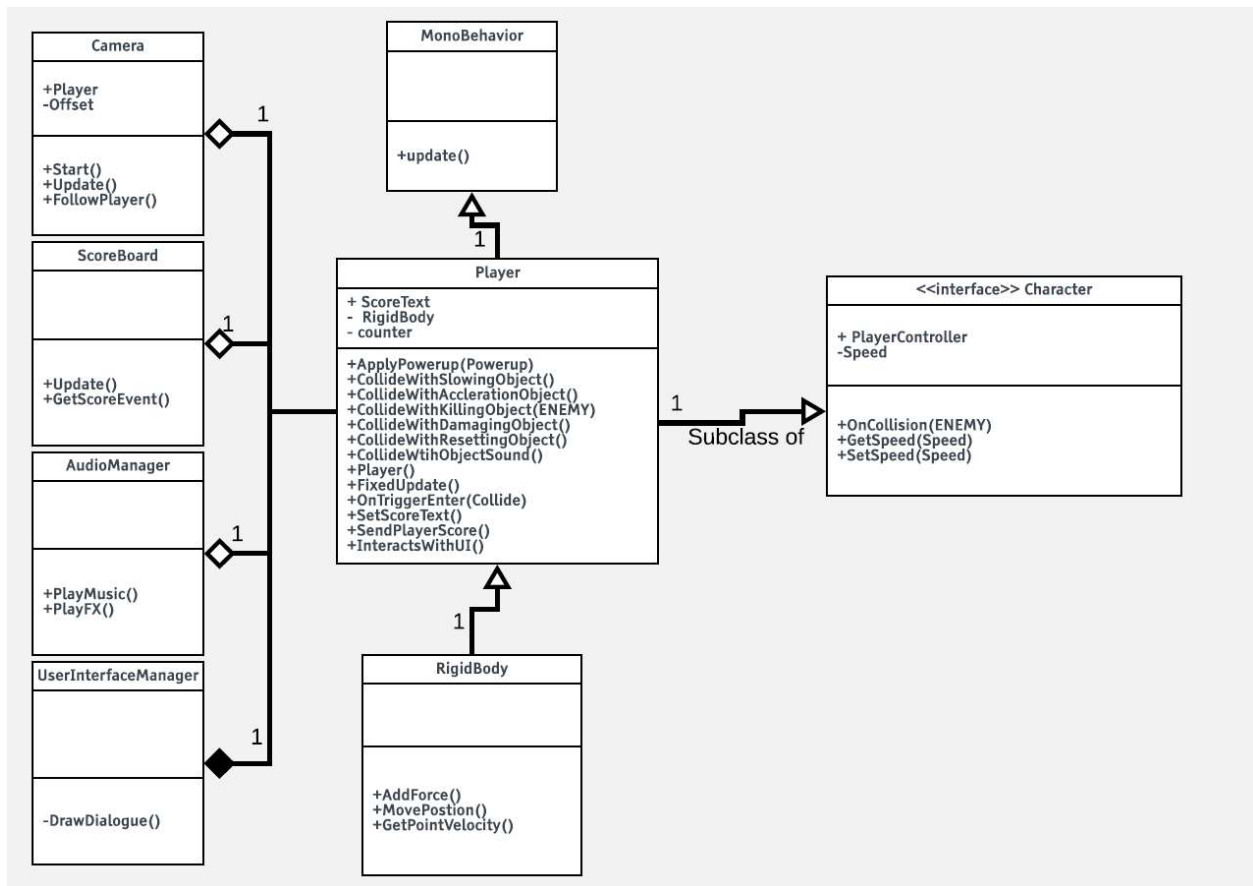 Camera
+Player
-Offset
+Start()
+Update()
+FollowPlayer()
1
ScoreBoard
+Update()
+GetScoreEvent()
1
AudioManager
+PlayMusic()
+PlayFX()
1
UserInterfaceManager
-DrawDialogue()
1
MonoBehavior
+update()
1
Player
+ ScoreText
- RigidBody
- counter
+ApplyPowerup(Powerup)
+CollideWithSlowingObject()
+CollideWithAcclerationObject()
+CollideWithKillingObject(ENEMY)
+CollideWithDamagingObject()
+CollideWithResettingObject()
+CollideWtihObjectSound()
+Player()
+FixedUpdate()
+OnTriggerEnter(Collide)
+SetScoreText()
+SendPlayerScore()
+InteractsWithUI()
1
Subclass of
<<interface>> Character
+ PlayerController
-Speed
+OnCollision(ENEMY)
+GetSpeed(Speed)
+SetSpeed(Speed)
1
RigidBody
+AddForce()
+MovePostion()
+GetPointVelocity()